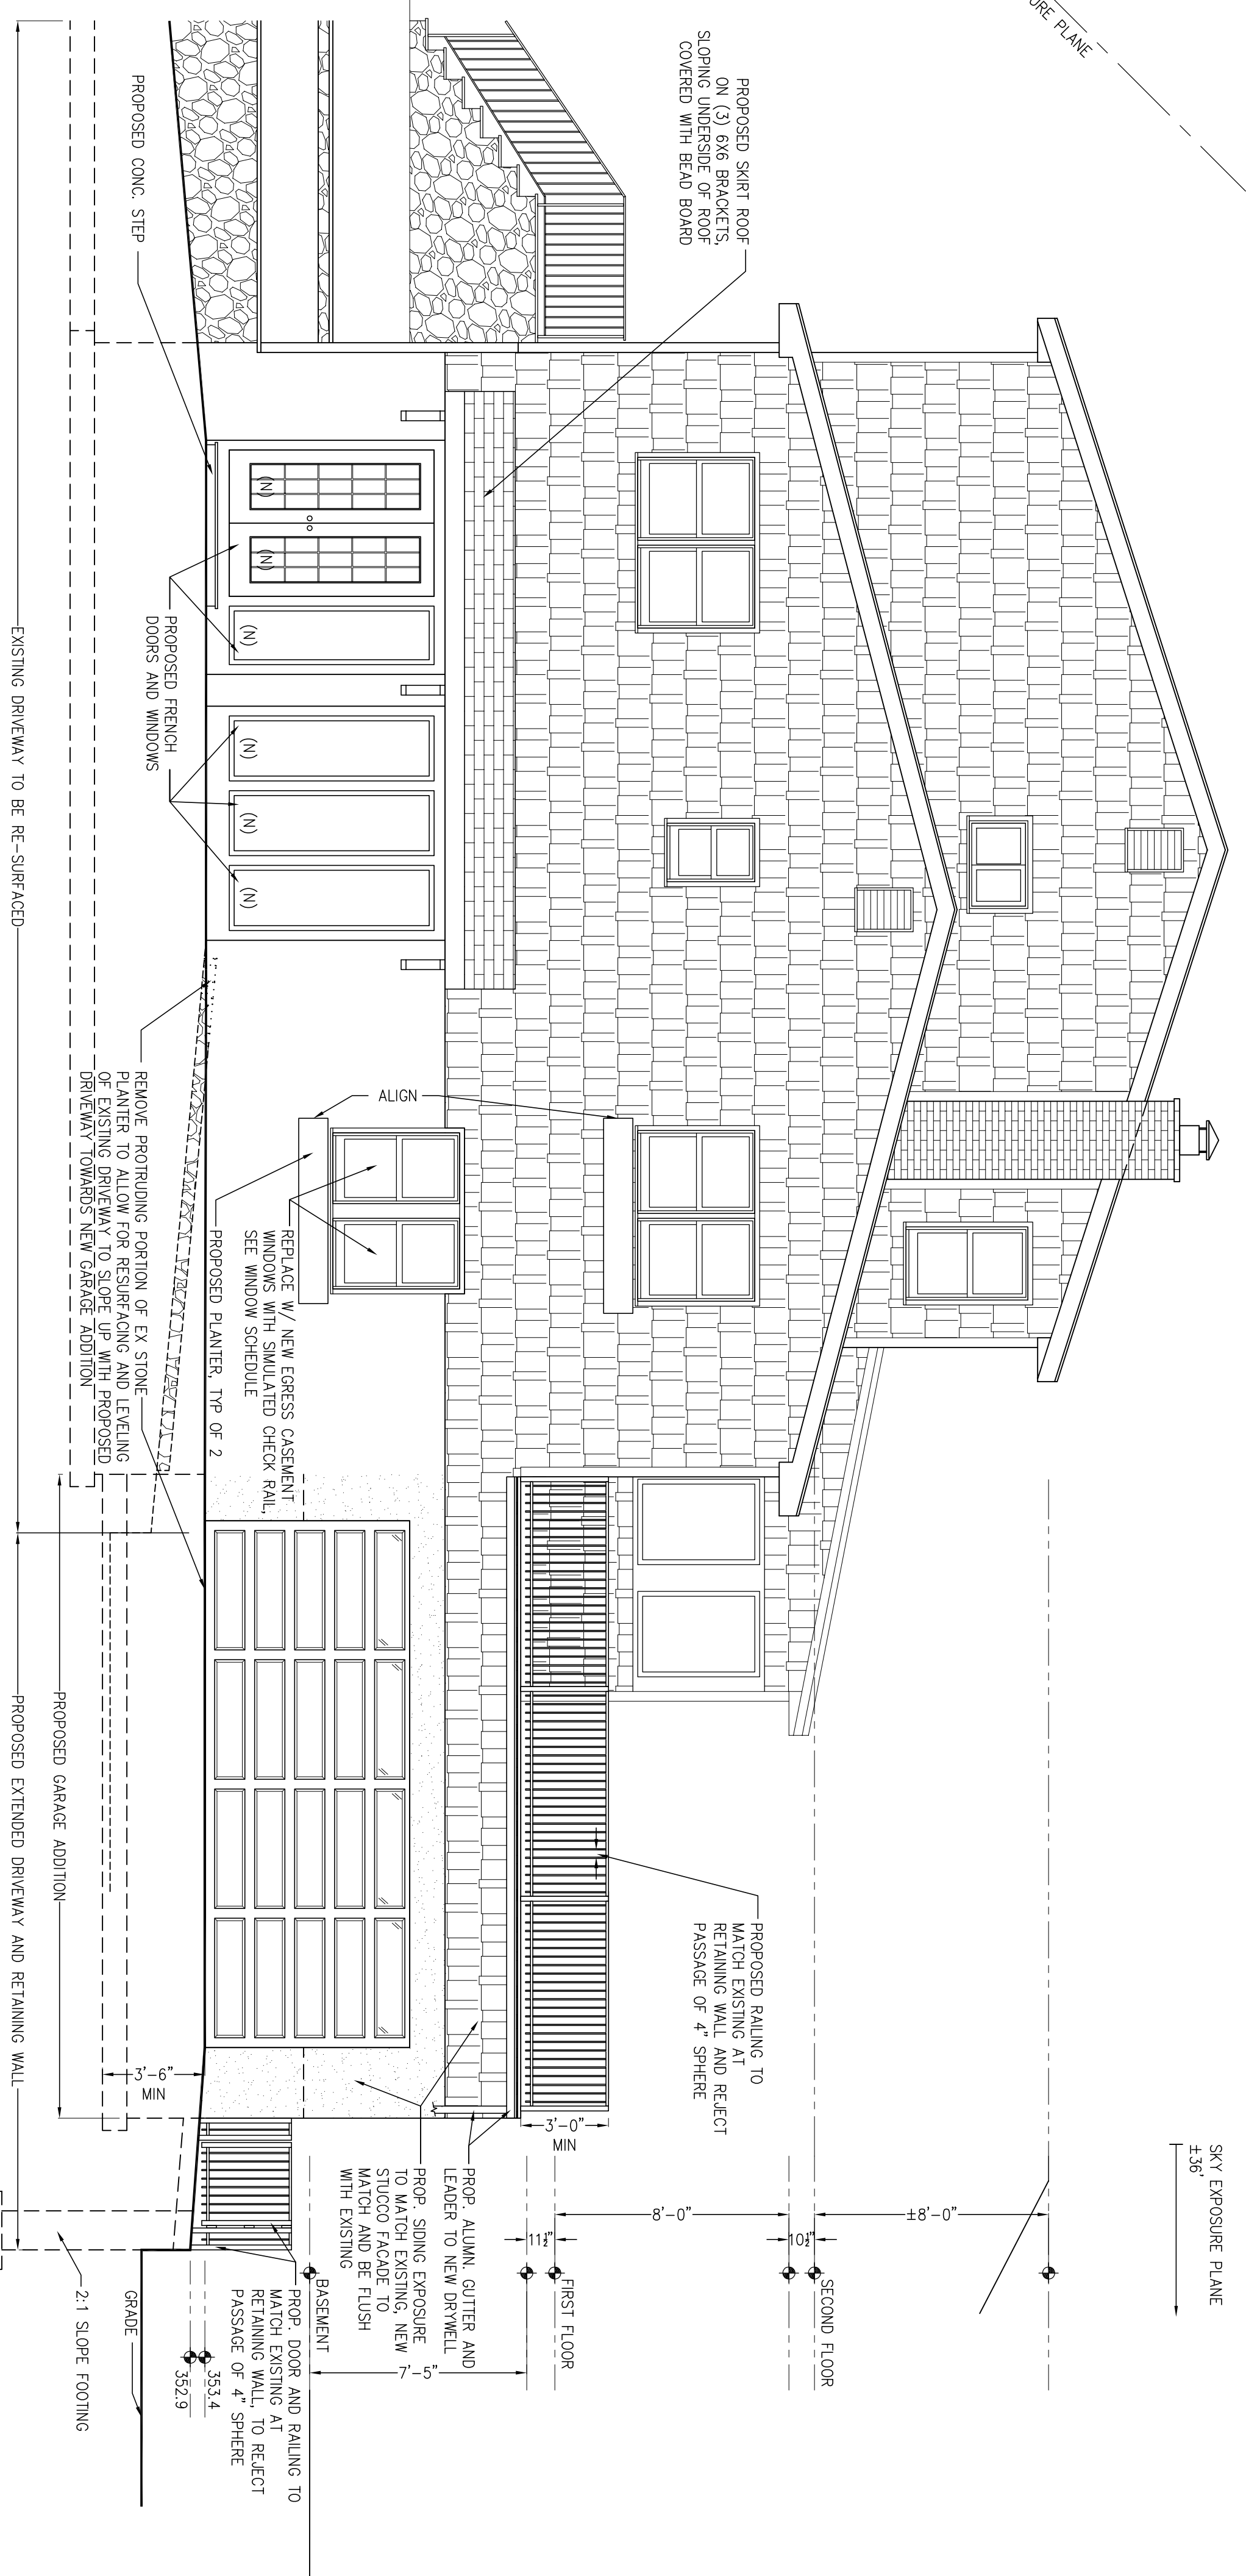 URE PLANE
SKY EXPOSURE PLANE
±36'
PROPOSED SKIRT ROOF
ON (3) 6X6 BRACKETS,
SLOPING UNDERSIDE OF ROOF
COVERED WITH BEAD BOARD
PROPOSED RAILING TO
MATCH EXISTING AT
RETAINING WALL AND REJECT
PASSAGE OF 4" SPHERE
±8'-0"
SECOND FLOOR
10½"
8'-0"
FIRST FLOOR
11½"
3'-0"
MIN
7'-5"
BASEMENT
353.4
352.9
PROP. ALUMN. GUTTER AND
LEADER TO NEW DRYWELL
PROP. SIDING EXPOSURE
TO MATCH EXISTING, NEW
STUCCO FACADE TO
MATCH AND BE FLUSH
WITH EXISTING
PROP. DOOR AND RAILING TO
MATCH EXISTING AT
RETAINING WALL, TO REJECT
PASSAGE OF 4" SPHERE
ALIGN
REPLACE W/ NEW EGRESS CASEMENT
WINDOWS WITH SIMULATED CHECK RAIL,
SEE WINDOW SCHEDULE
PROPOSED PLANTER, TYP OF 2
(N)
(N)
(N)
(N)
(N)
(N)
PROPOSED CONC. STEP
PROPOSED FRENCH
DOORS AND WINDOWS
REMOVE PROTRUDING PORTION OF EX STONE
PLANTER TO ALLOW FOR RESURFACING AND LEVELING
OF EXISTING DRIVEWAY TO SLOPE UP WITH PROPOSED
DRIVEWAY TOWARDS NEW GARAGE ADDITION
3'-6"
MIN
GRADE
2:1 SLOPE FOOTING
PROPOSED GARAGE ADDITION
EXISTING DRIVEWAY TO BE RE-SURFACED
PROPOSED EXTENDED DRIVEWAY AND RETAINING WALL